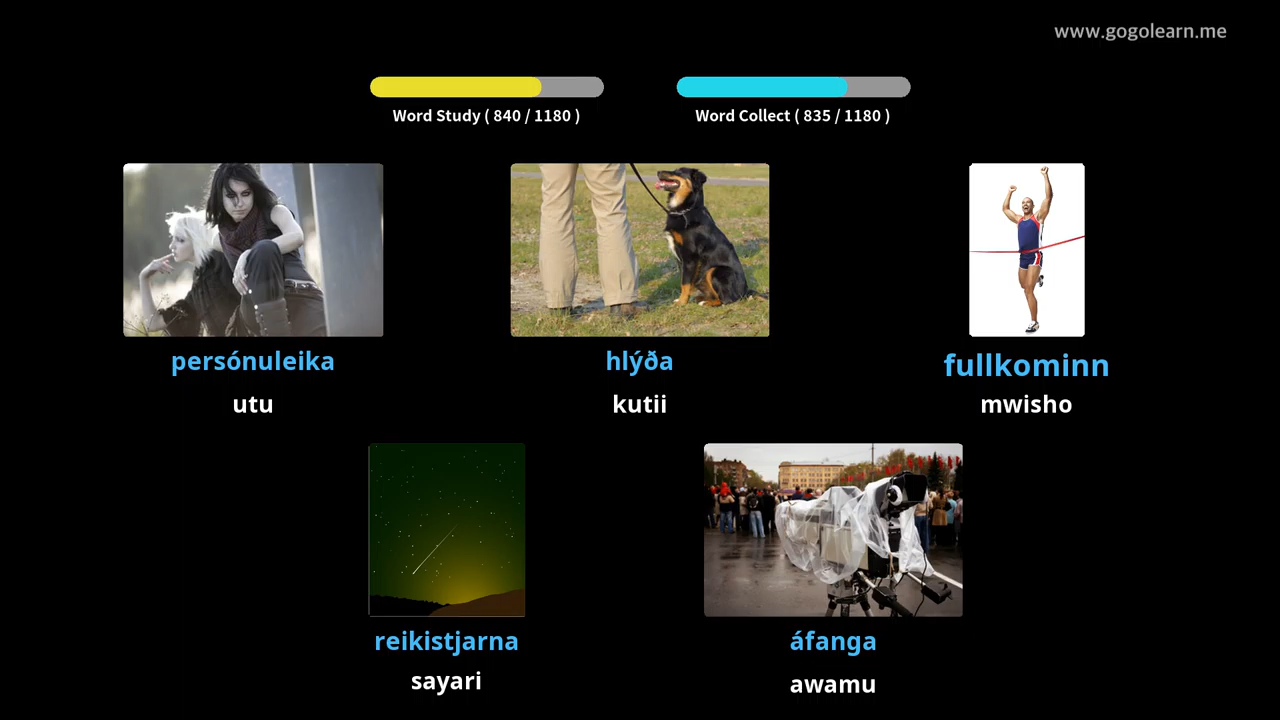 www.gogolearn.me
Word Study ( 840 / 1180 )
Word Collect ( 835 / 1180 )
persónuleika
utu
hlýða
kutii
fullkominn
mwisho
reikistjarna
sayari
áfanga
awamu